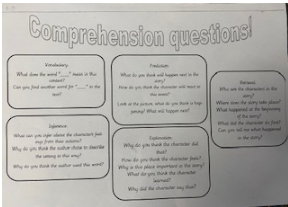 Comprehension questions!
Vocabulary:
What does the word "___" mean in this context?
Can you find another word for "___" in the text?
Prediction:
What do you think will happen next in the story?
How do you think the character will react to this event?
Look at the picture, what do you think is happening? What will happen next?
Retrieval:
Who are the characters in the story?
Where does the story take place?
What happened at the beginning of the story?
What did the character do first?
Can you tell me what happened in the story?
Inference:
What can you infer about the character's feelings from their actions?
Why do you think the author chose to describe the setting in this way?
Why do you think the author used this word?
Explanation:
Why do you think the character did that?
How do you think the character feels?
Why is this place important in the story?
What do you think the character learned?
Why did the character say that?